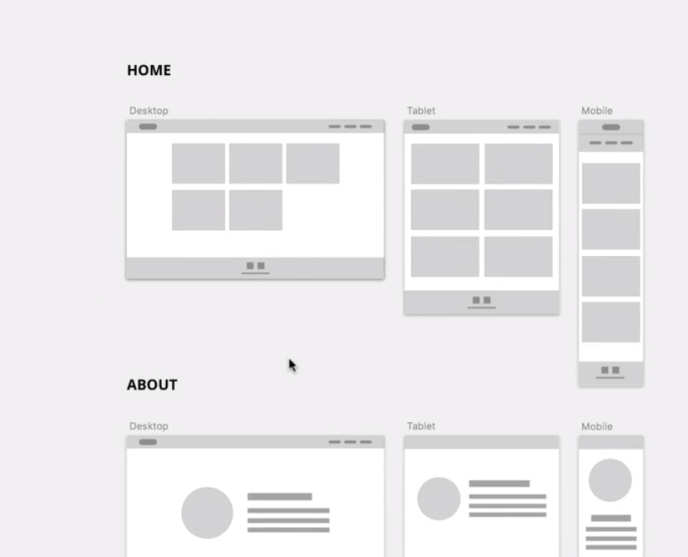 HOME
Desktop
Tablet
Mobile
ABOUT
Desktop
Tablet
Mobile